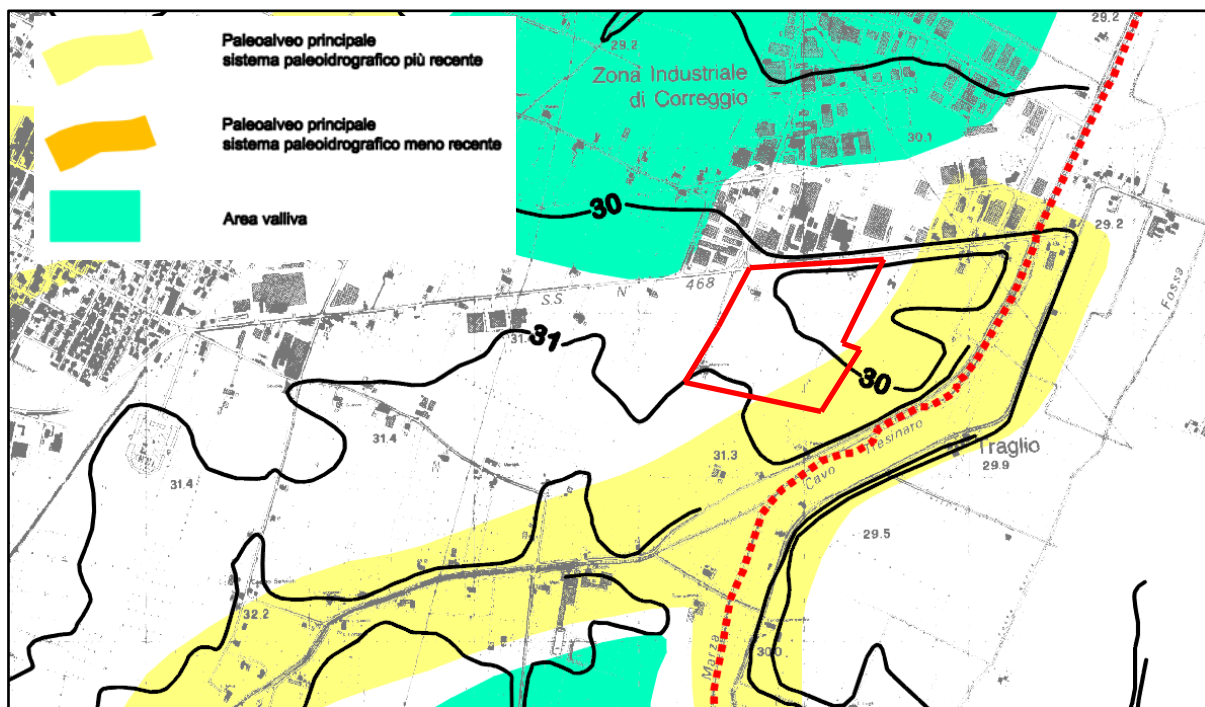 Paleoalveo principale
sistema paleoidrografico più recente
Paleoalveo principale
sistema paleoidrografico meno recente
Area valliva
29.2
29.2
Zona Industriale
di Correggio
30.1
30
29.2
S.S. N 468
Fossa
31
31.4
30
31.3
Cavo Tresinaro
Traglio
29.9
31.4
29.5
32.2
Marza
30.0